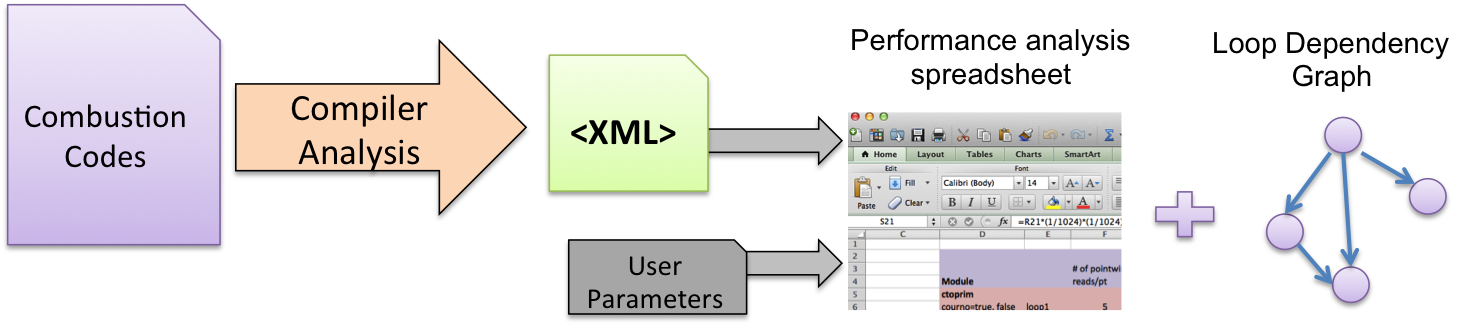 Combustion
Codes
Compiler
Analysis
<XML>
User
Parameters
Performance analysis
spreadsheet
Home Layout Tables Charts SmartArt
Edit Font
Paste
Fill
Clear
Calibri (Body) 14 A A
B I U A
S21 fx =R21*(1/1024)*(1/1024)
C D E F
1
2
3 # of pointwi
4 Module reads/pt
5 ctoprim
6 courno=true, false loop1 5
Loop Dependency
Graph